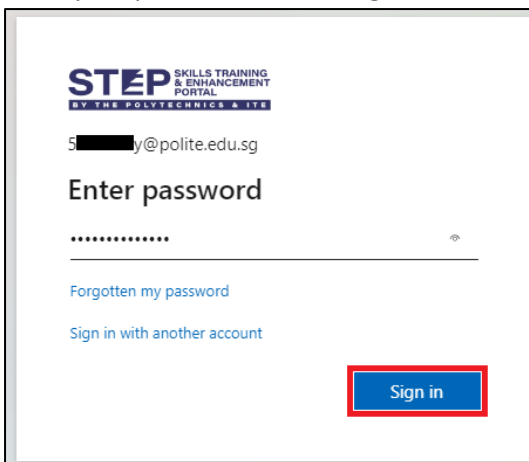 STEP SKILLS TRAINING
& ENHANCEMENT
PORTAL
BY THE POLYTECHNICS & ITE
5 y@polite.edu.sg
Enter password
Forgotten my password
Sign in with another account
Sign in